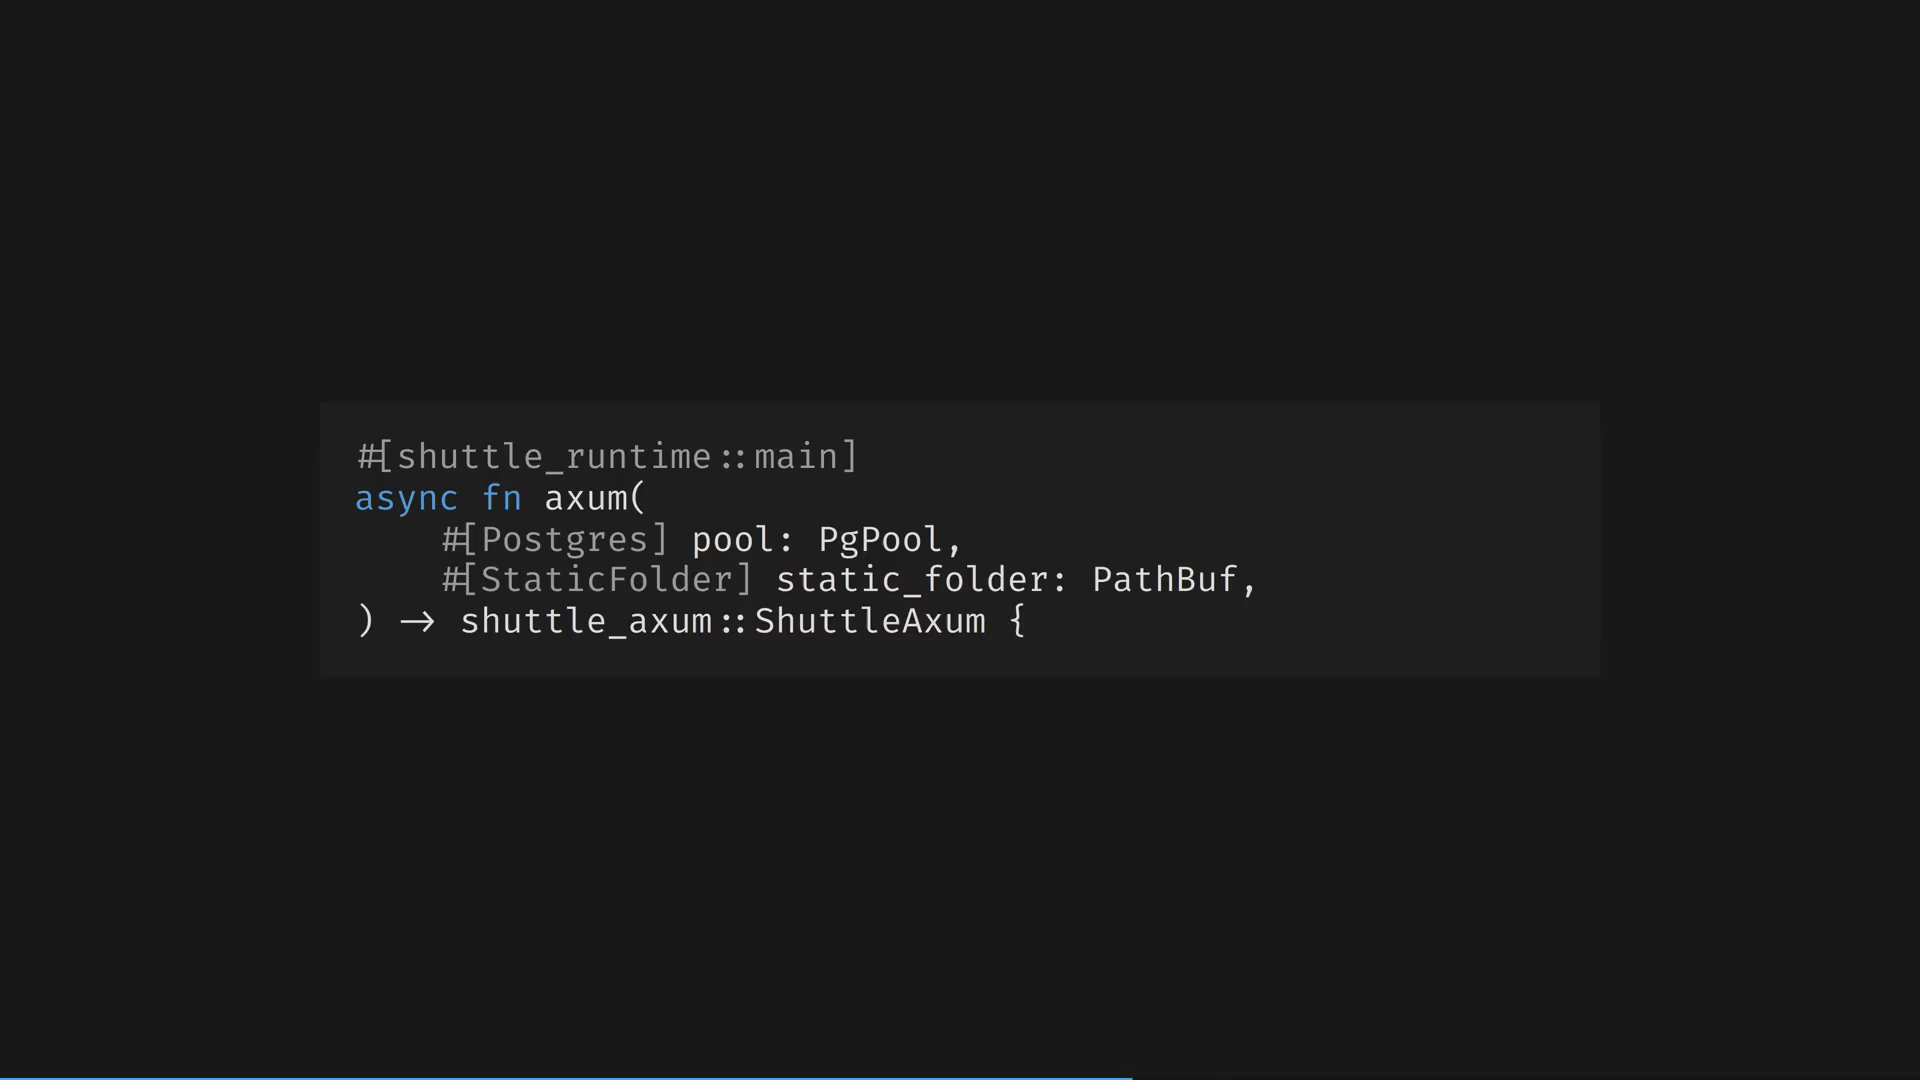 #[shuttle_runtime::main]
async fn axum(
    #[Postgres] pool: PgPool,
    #[StaticFolder] static_folder: PathBuf,
) -> shuttle_axum::ShuttleAxum {